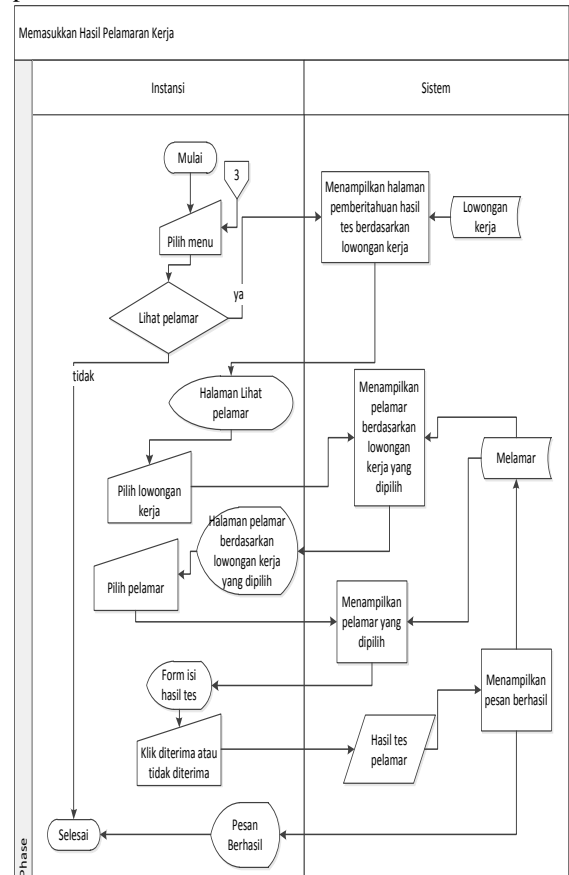 Memasukkan Hasil Pelamaran Kerja
Instansi
Sistem
Mulai
3
Pilih menu
Menampilkan halaman
pemberitahuan hasil
tes berdasarkan
lowongan kerja
Lowongan
kerja
Lihat pelamar
ya
tidak
Halaman Lihat
pelamar
Menampilkan
pelamar
berdasarkan
lowongan
kerja yang
dipilih
Melamar
Pilih lowongan
kerja
Halaman pelamar
berdasarkan
lowongan kerja
yang dipilih
Pilih pelamar
Menampilkan
pelamar yang
dipilih
Form isi
hasil tes
Menampilkan
pesan berhasil
Klik diterima atau
tidak diterima
Hasil tes
pelamar
Selesai
Pesan
Berhasil
Phase